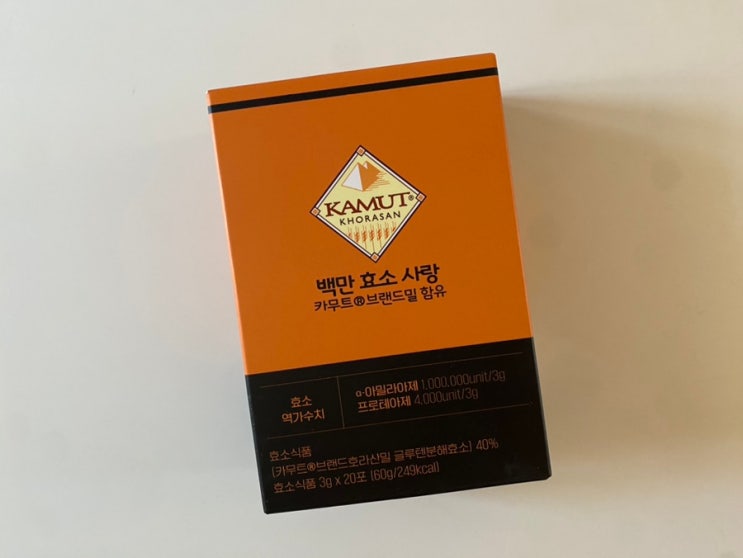 KAMUT®
KHORASAN
백만 효소 사랑
카무트®브랜드밀 함유
효소
역가수치
α-아밀라아제 1,000,000unit/3g
프로테아제 4,000unit/3g
효소식품
(카무트®브랜드호라산밀 글루텐분해효소) 40%
효소식품 3g x 20포 (60g/249kcal)